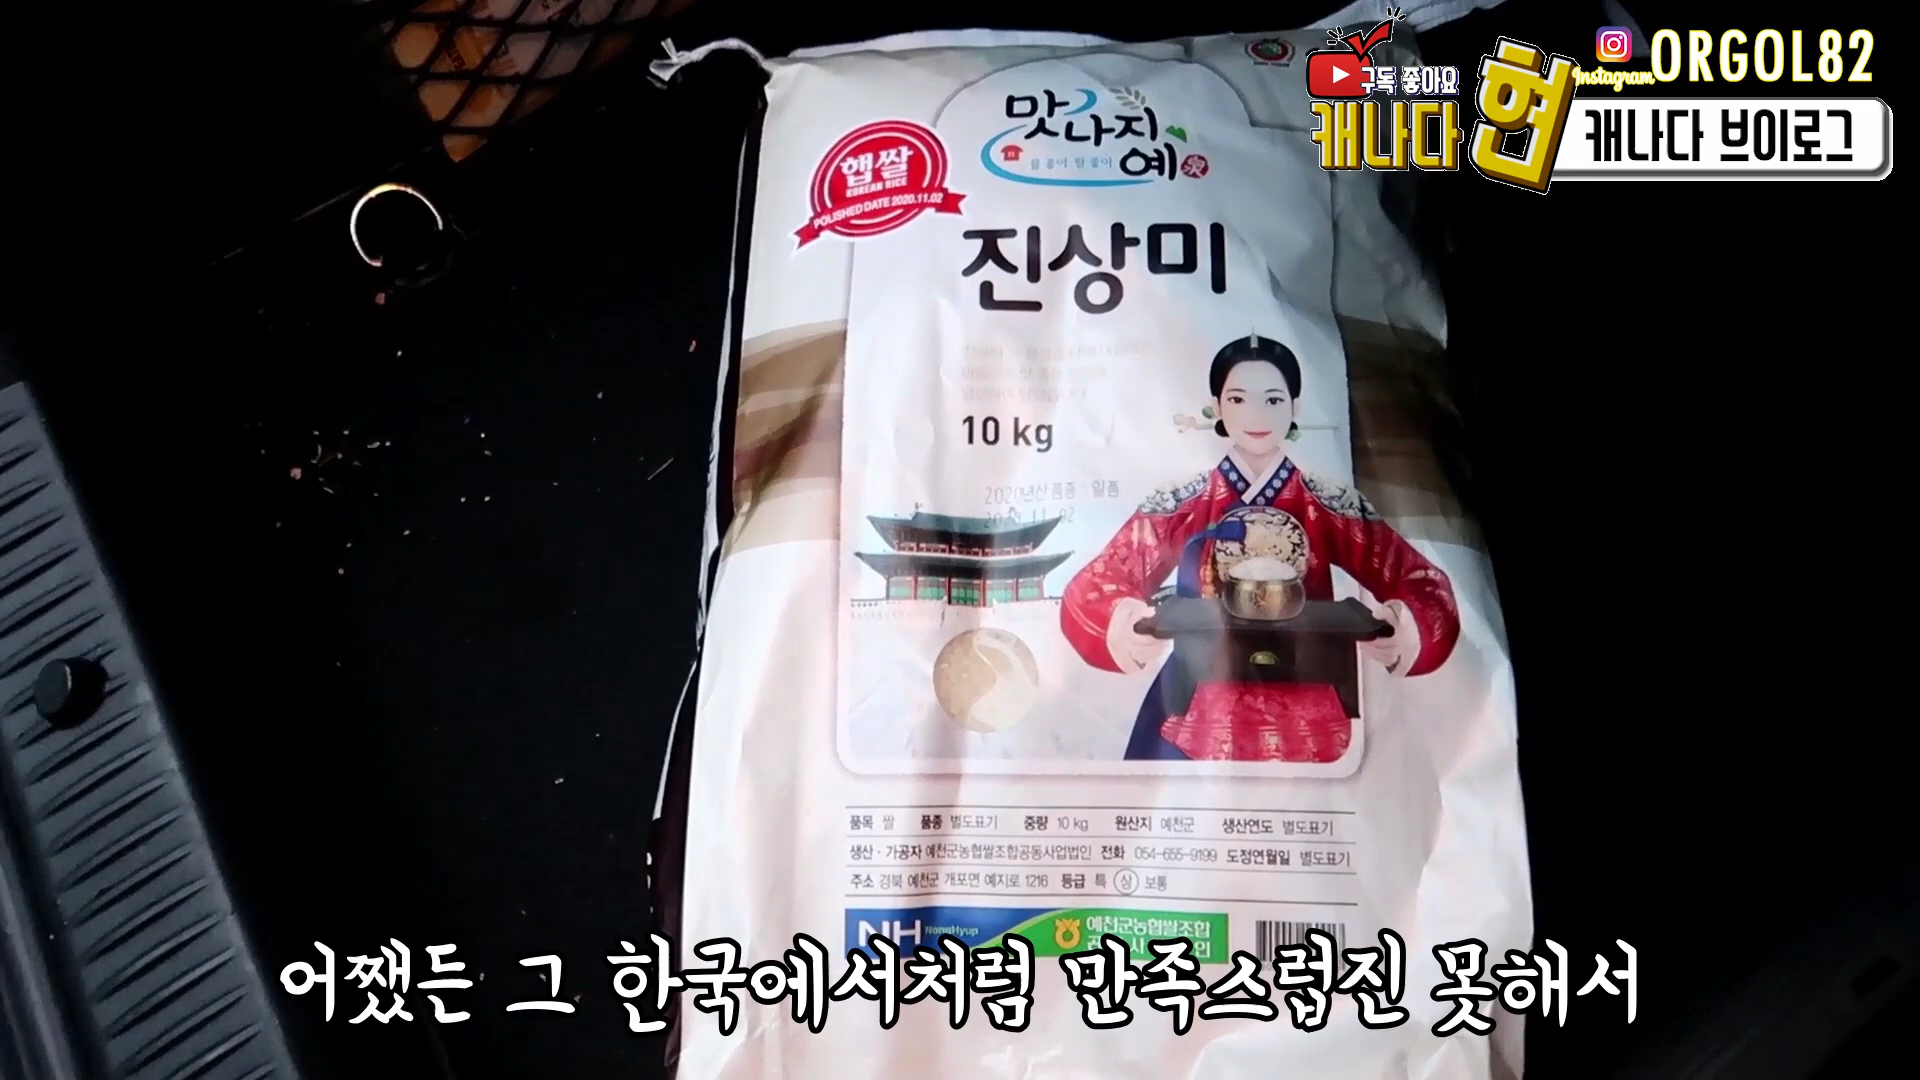 구독 좋아요
캐나다 현
Instagram ORGOL82
캐나다 브이로그
맛나지예
물 좋아 쌀 좋아
햅쌀
KOREAN RICE
POLISHED DATE 2020.11.02
진상미
10 kg
2020년산 품종 : 일품
품목 쌀 품종 별도표기 중량 10 kg 원산지 예천군 생산연도 별도표기
생산·가공자 예천군농협쌀조합공동사업법인 전화 054-655-9199 도정연월일 별도표기
주소 경북 예천군 개포면 예지로 1216 등급 특 상 보통
NH NongHyup
예천군농협쌀조합
어쨌든 그 한국에서처럼 만족스럽진 못해서